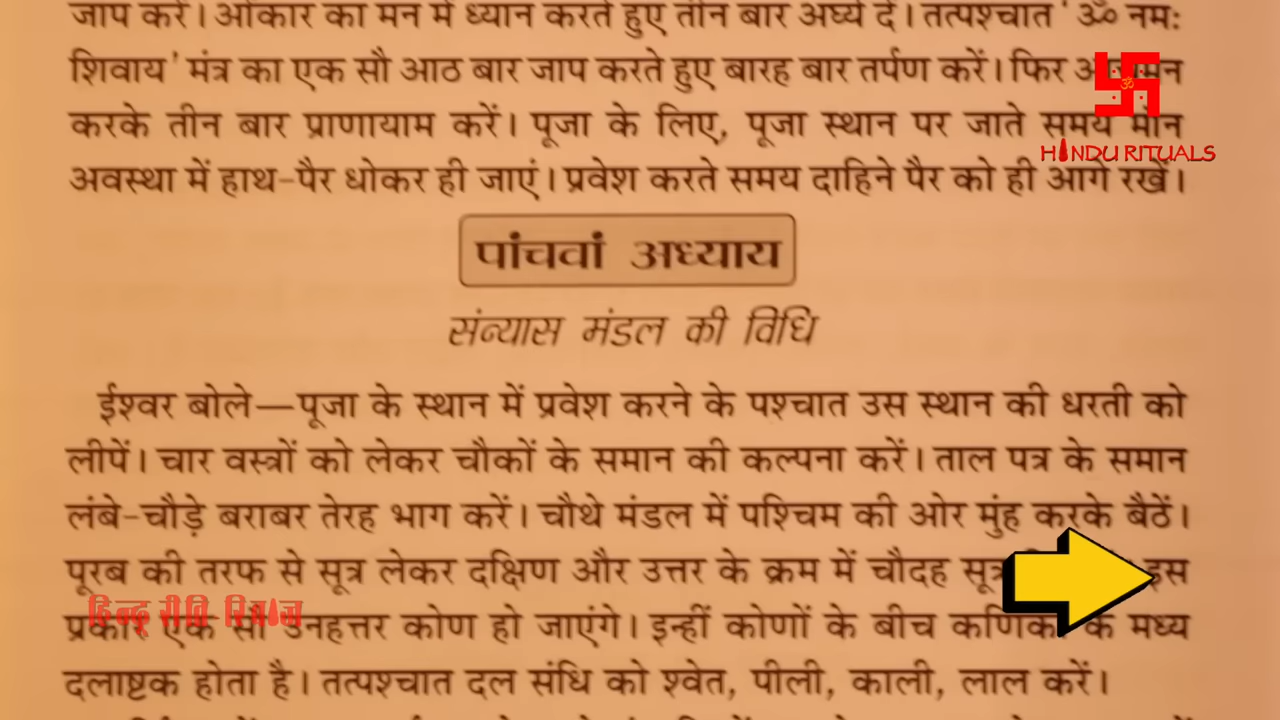 जाप करें। ओंकार का मन में ध्यान करते हुए तीन बार अर्घ्य दें। तत्पश्चात 'ॐ नमः
शिवाय' मंत्र का एक सौ आठ बार जाप करते हुए बारह बार तर्पण करें। फिर
करके तीन बार प्राणायाम करें। पूजा के लिए, पूजा स्थान पर जाते समय मौन
HINDU RITUALS
अवस्था में हाथ-पैर धोकर ही जाएं। प्रवेश करते समय दाहिने पैर को ही आगे रखें।
पांचवां अध्याय
संन्यास मंडल की विधि
ईश्वर बोले—पूजा के स्थान में प्रवेश करने के पश्चात उस स्थान की धरती को
लीपें। चार वस्त्रों को लेकर चौकों के समान की कल्पना करें। ताल पत्र के समान
लंबे-चौड़े बराबर तेरह भाग करें। चौथे मंडल में पश्चिम की ओर मुंह करके बैठें।
पूरब की तरफ से सूत्र लेकर दक्षिण और उत्तर के क्रम में चौदह सूत्र इस
हिन्दू रीति रिवाज
प्रकार एक सौ उनहत्तर कोण हो जाएंगे। इन्हीं कोणों के बीच के मध्य
दलाष्टक होता है। तत्पश्चात दल संधि को श्वेत, पीली, काली, लाल करें।